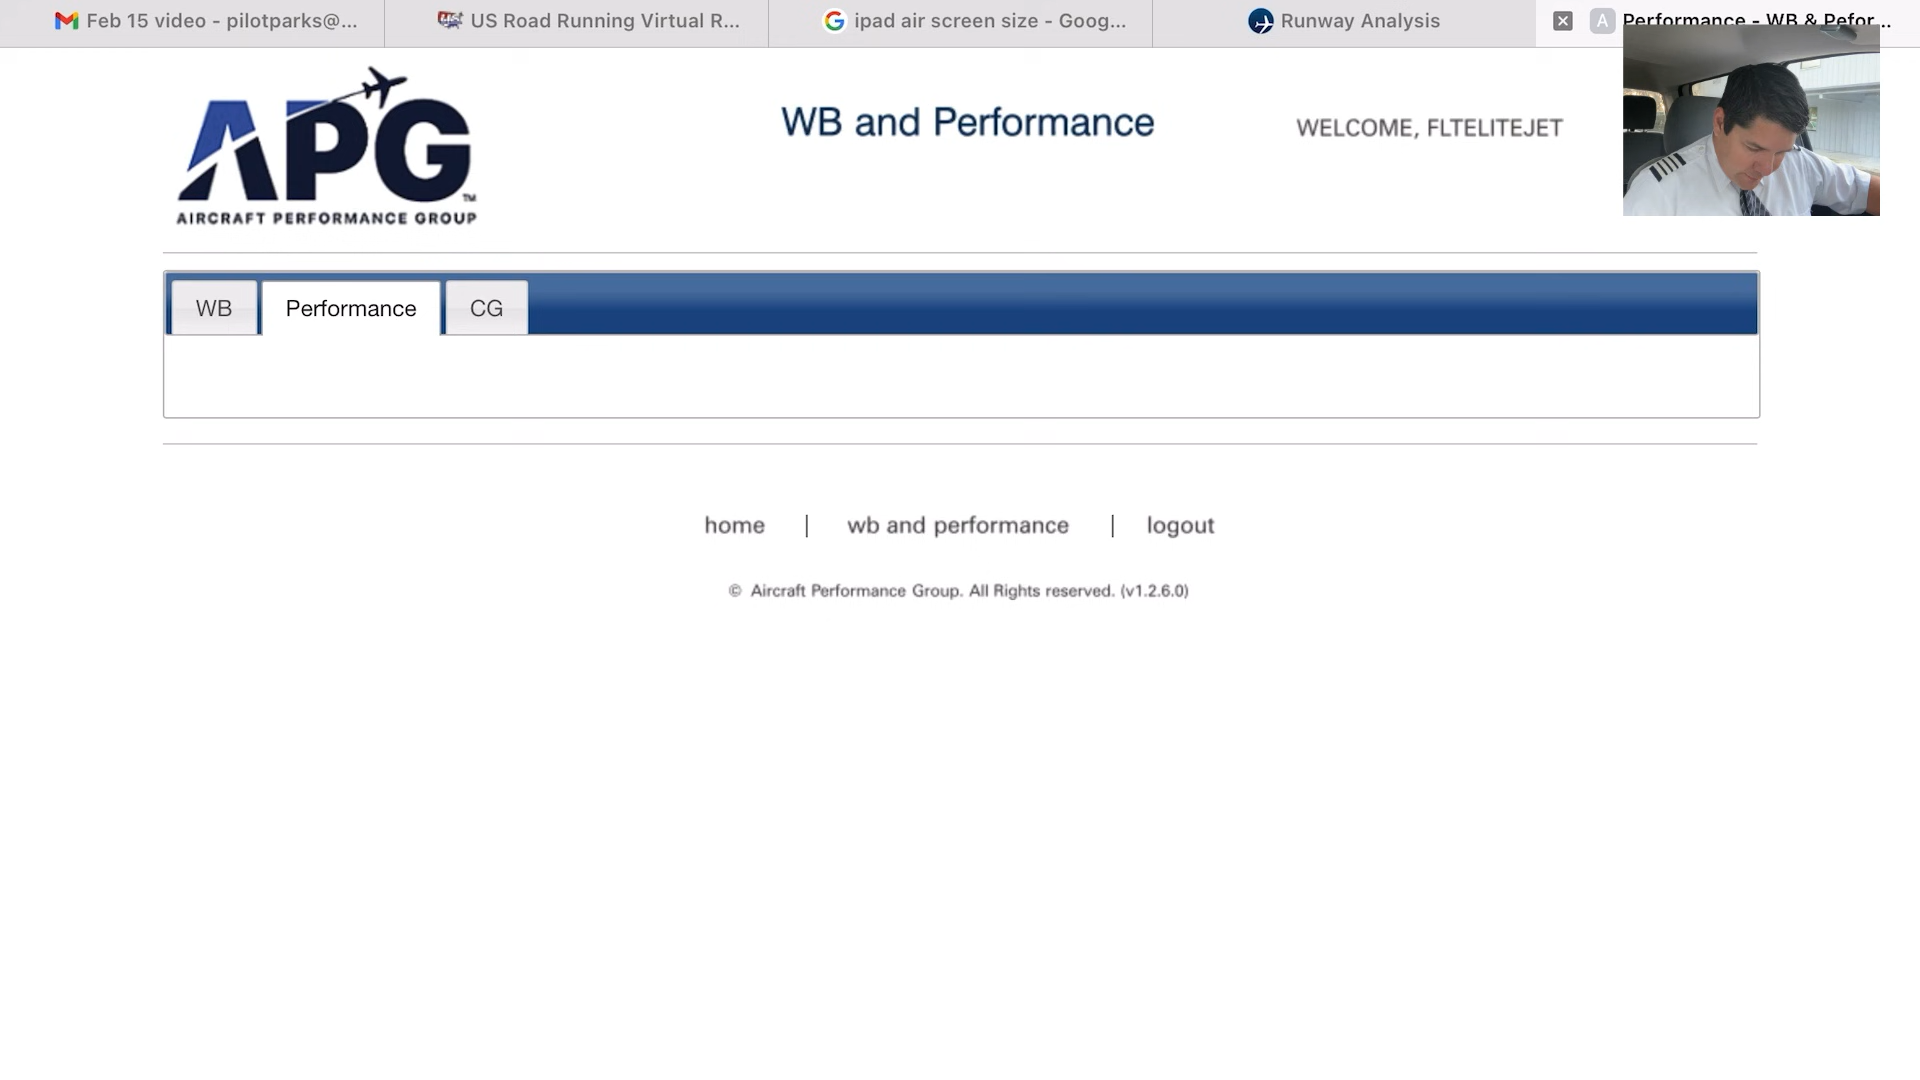 Feb 15 video - pilotparks@...
US Road Running Virtual R...
ipad air screen size - Goog...
Runway Analysis
A
Performance - WB & Pefor...
APG™
AIRCRAFT PERFORMANCE GROUP
WB and Performance
WELCOME, FLTELITEJET
WB
Performance
CG
home | wb and performance | logout
© Aircraft Performance Group. All Rights reserved. (v1.2.6.0)